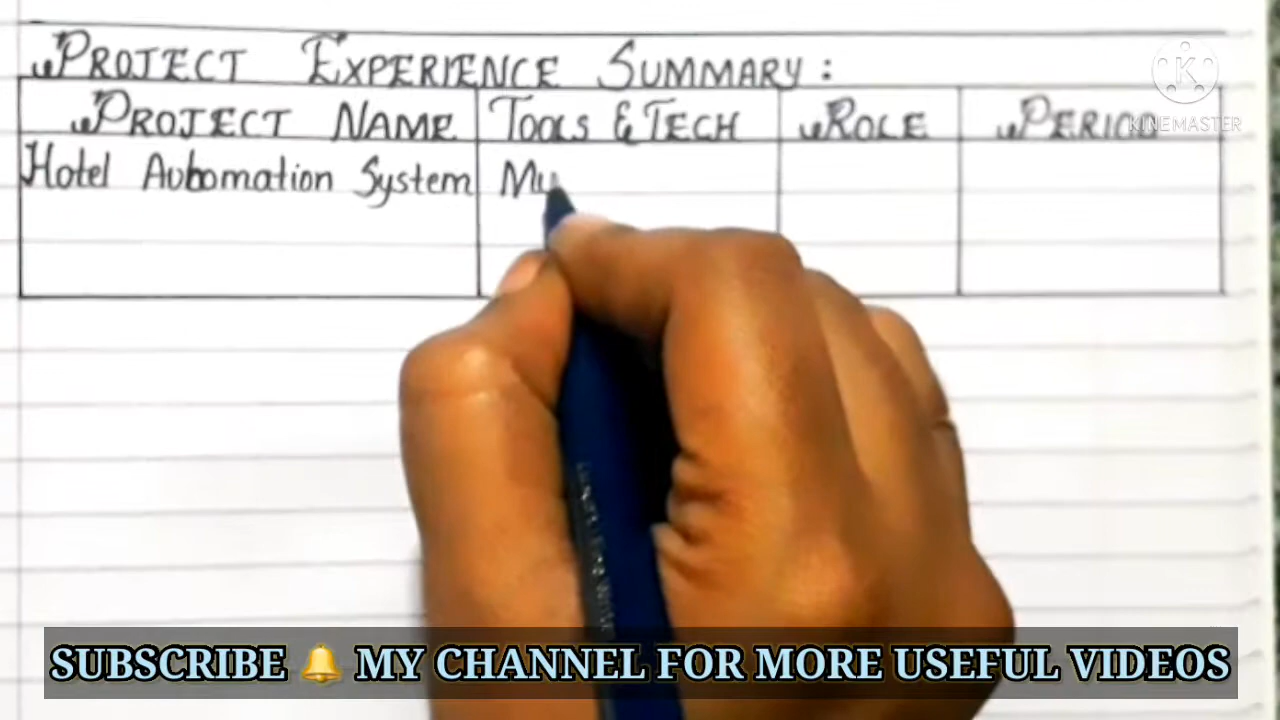 PROJECT EXPERIENCE SUMMARY :
PROJECT NAME TOOLS & TECH ROLE PERIOD
KINEMASTER
Hotel Automation System My
SUBSCRIBE 🔔 MY CHANNEL FOR MORE USEFUL VIDEOS